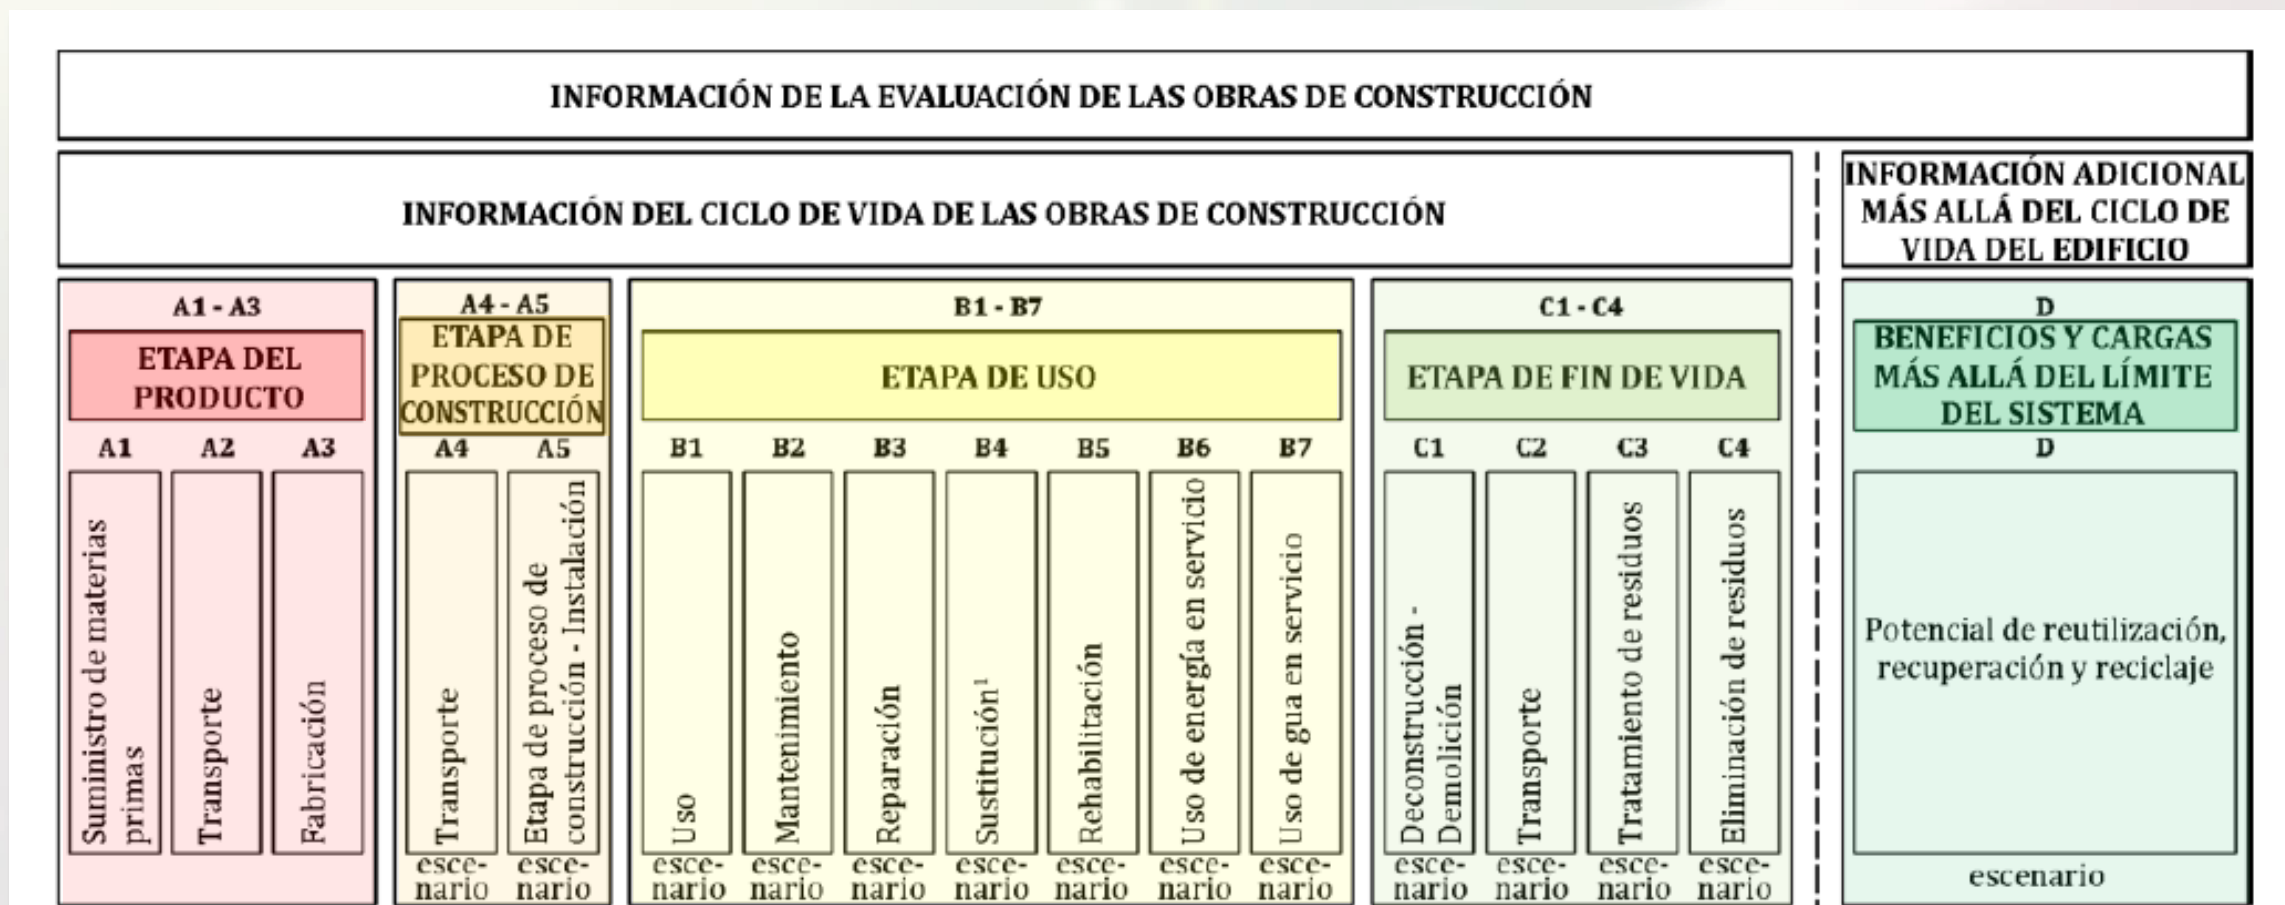 INFORMACIÓN DE LA EVALUACIÓN DE LAS OBRAS DE CONSTRUCCIÓN
INFORMACIÓN DEL CICLO DE VIDA DE LAS OBRAS DE CONSTRUCCIÓN
INFORMACIÓN ADICIONAL
MÁS ALLÁ DEL CICLO DE
VIDA DEL EDIFICIO
A1 - A3
ETAPA DEL
PRODUCTO
A1
A2
A3
Suministro de materias
primas
Transporte
Fabricación
A4 - A5
ETAPA DE
PROCESO DE
CONSTRUCCIÓN
A4
A5
Transporte
Etapa de proceso de
construcción - Instalación
esce-
nario
esce-
nario
B1 - B7
ETAPA DE USO
B1
B2
B3
B4
B5
B6
B7
Uso
Mantenimiento
Reparación
Sustitución¹
Rehabilitación
Uso de energía en servicio
Uso de gua en servicio
esce-
nario
esce-
nario
esce-
nario
esce-
nario
esce-
nario
esce-
nario
esce-
nario
C1 - C4
ETAPA DE FIN DE VIDA
C1
C2
C3
C4
Deconstrucción -
Demolición
Transporte
Tratamiento de residuos
Eliminación de residuos
esce-
nario
esce-
nario
esce-
nario
esce-
nario
D
BENEFICIOS Y CARGAS
MÁS ALLÁ DEL LÍMITE
DEL SISTEMA
D
Potencial de reutilización,
recuperación y reciclaje
escenario